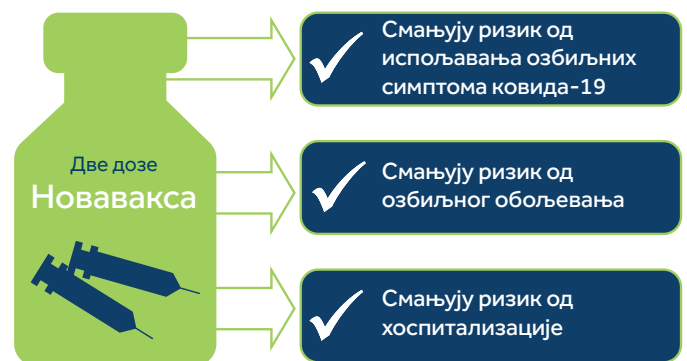 Две дозе
Новавакса
Смањују ризик од
испољавања озбиљних
симптома ковида-19
Смањују ризик од
озбиљног обољевања
Смањују ризик од
хоспитализације